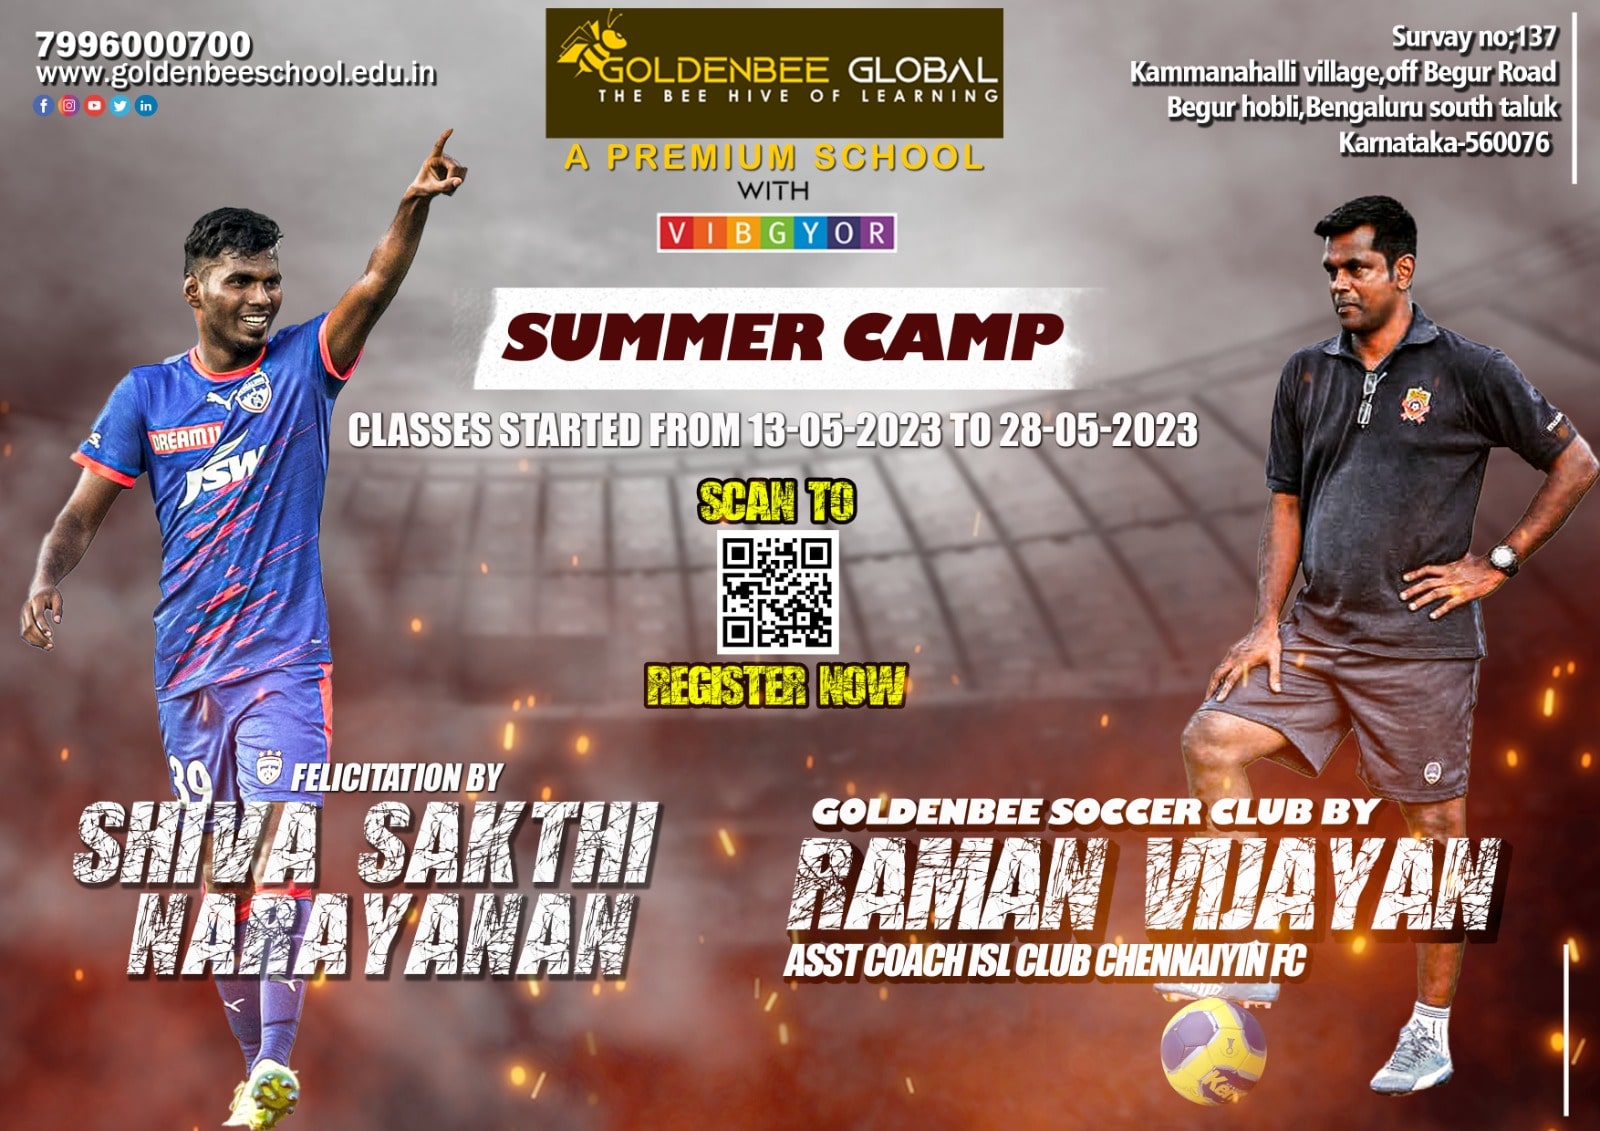 7996000700
www.goldenbeeschool.edu.in
GOLDENBEE GLOBAL
THE BEE HIVE OF LEARNING
A PREMIUM SCHOOL
WITH
VIBGYOR
Survay no;137
Kammanahalli village,off Begur Road
Begur hobli,Bengaluru south taluk
Karnataka-560076
SUMMER CAMP
CLASSES STARTED FROM 13-05-2023 TO 28-05-2023
SCAN TO
REGISTER NOW
DREAM11
JSW
39
FELICITATION BY
SHIVA SAKTHI
NARAYANAN
GOLDENBEE SOCCER CLUB BY
RAMAN VIJAYAN
ASST COACH ISL CLUB CHENNAIYIN FC